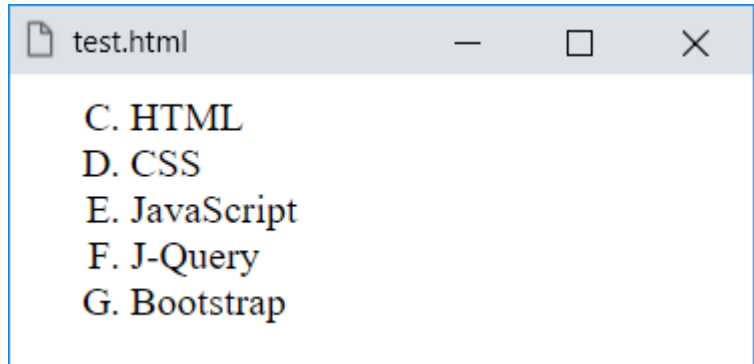 test.html
C. HTML
D. CSS
E. JavaScript
F. J-Query
G. Bootstrap